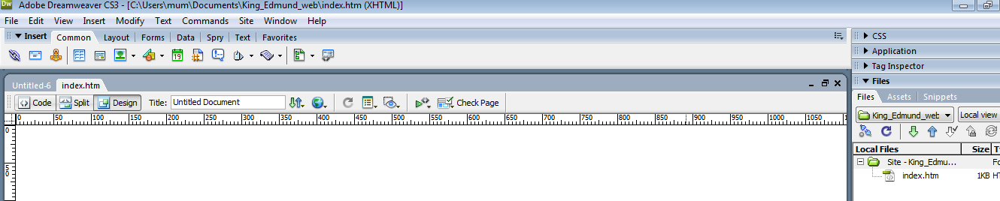 Dw Adobe Dreamweaver CS3 - [C:\Users\mum\Documents\King_Edmund_web\index.htm (XHTML)]
File Edit View Insert Modify Text Commands Site Window Help
Insert Common Layout Forms Data Spry Text Favorites
19
Untitled-6 index.htm
Code Split Design Title: Untitled Document Check Page
0 50 100 150 200 250 300 350 400 450 500 550 600 650 700 750 800 850 900 950 1000 1050
0
50
CSS
Application
Tag Inspector
Files
Files Assets Snippets
King_Edmund_web Local view
Local Files Size T
Site - King_Edmu... Fo
index.htm 1KB HT